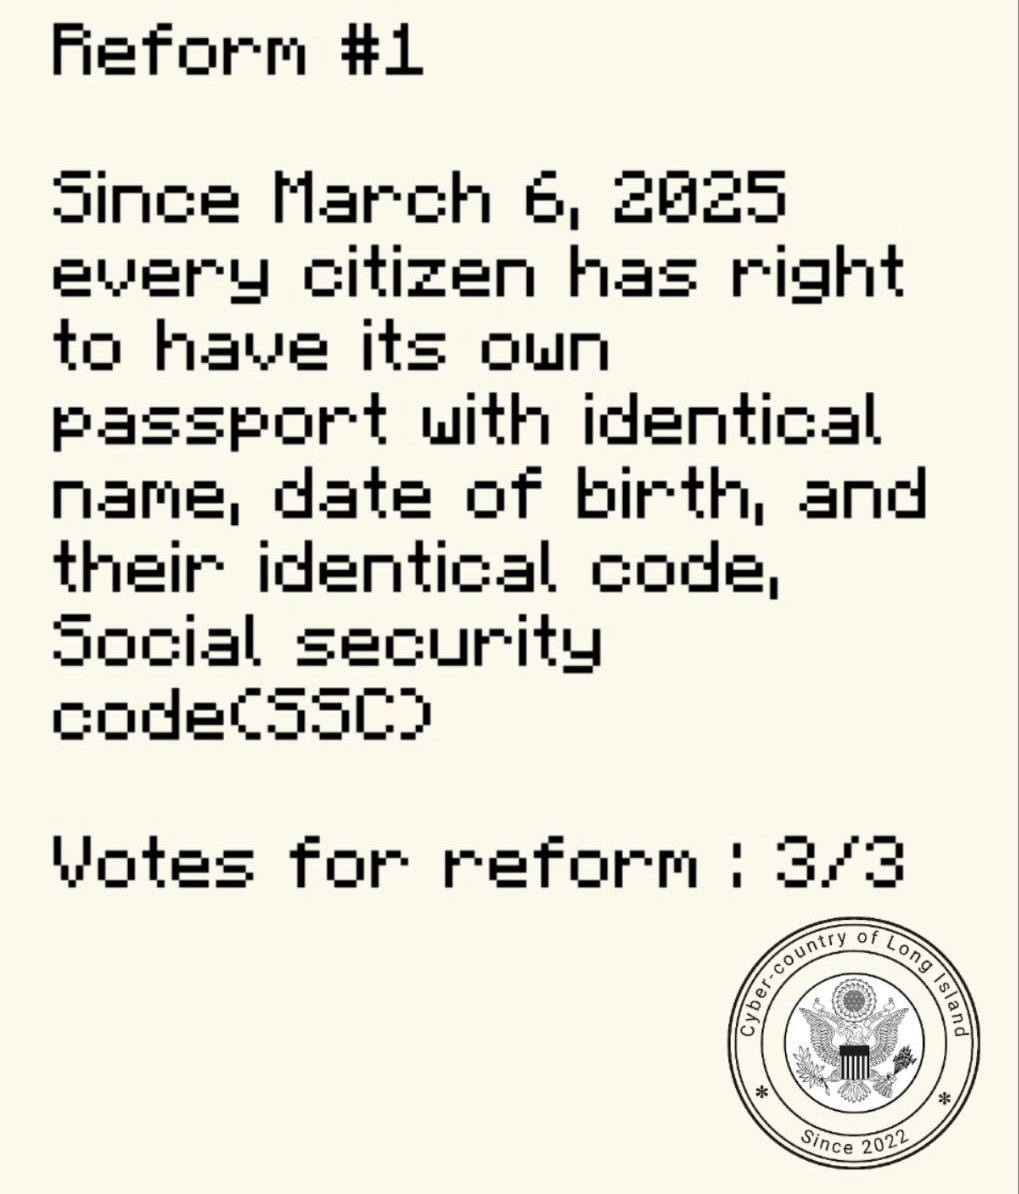 Reform #1
Since March 6, 2025
every citizen has right
to have its own
passport with identical
name, date of birth, and
their identical code,
Social security
code(SSC)
Votes for reform : 3/3
Cyber-country of Long Island
* *
Since 2022